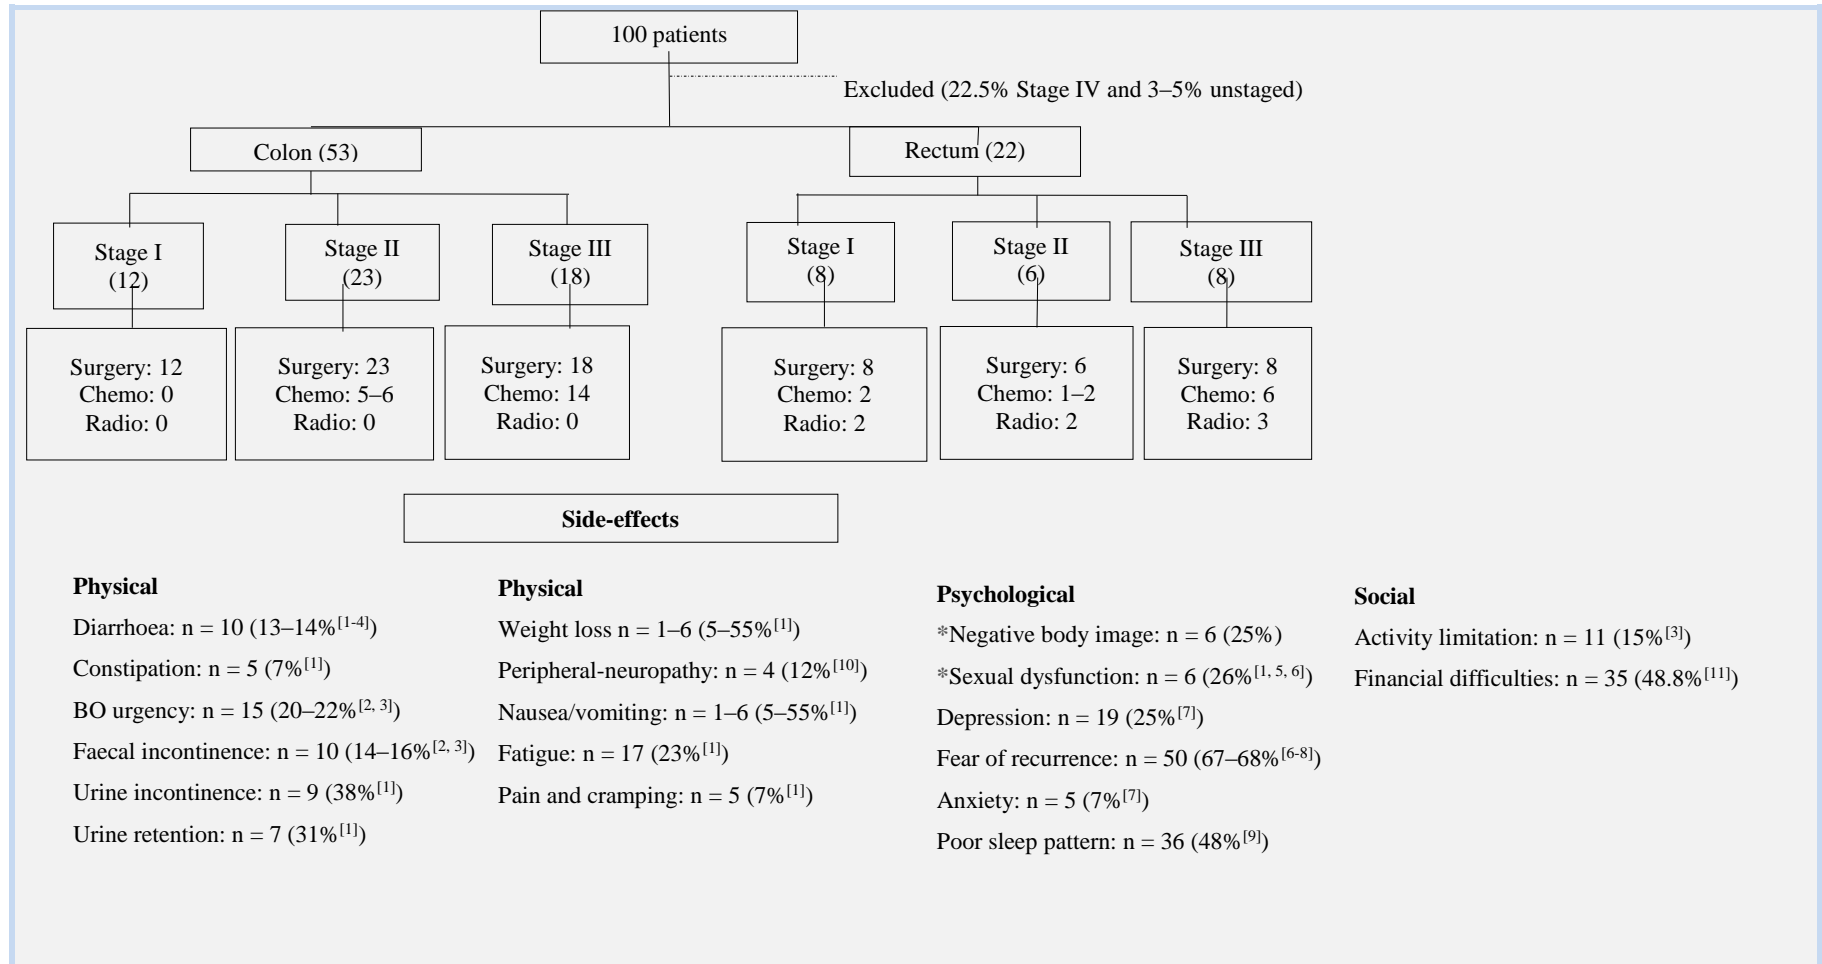 100 patients
Excluded (22.5% Stage IV and 3–5% unstaged)
Colon (53)
Rectum (22)
Stage I
(12)
Stage II
(23)
Stage III
(18)
Stage I
(8)
Stage II
(6)
Stage III
(8)
Surgery: 12
Chemo: 0
Radio: 0
Surgery: 23
Chemo: 5–6
Radio: 0
Surgery: 18
Chemo: 14
Radio: 0
Surgery: 8
Chemo: 2
Radio: 2
Surgery: 6
Chemo: 1–2
Radio: 2
Surgery: 8
Chemo: 6
Radio: 3
Side-effects
Physical
Diarrhoea: n = 10 (13–14%[1-4])
Constipation: n = 5 (7%[1])
BO urgency: n = 15 (20–22%[2, 3])
Faecal incontinence: n = 10 (14–16%[2, 3])
Urine incontinence: n = 9 (38%[1])
Urine retention: n = 7 (31%[1])
Physical
Weight loss n = 1–6 (5–55%[1])
Peripheral-neuropathy: n = 4 (12%[10])
Nausea/vomiting: n = 1–6 (5–55%[1])
Fatigue: n = 17 (23%[1])
Pain and cramping: n = 5 (7%[1])
Psychological
*Negative body image: n = 6 (25%)
*Sexual dysfunction: n = 6 (26%[1, 5, 6])
Depression: n = 19 (25%[7])
Fear of recurrence: n = 50 (67–68%[6-8])
Anxiety: n = 5 (7%[7])
Poor sleep pattern: n = 36 (48%[9])
Social
Activity limitation: n = 11 (15%[3])
Financial difficulties: n = 35 (48.8%[11])